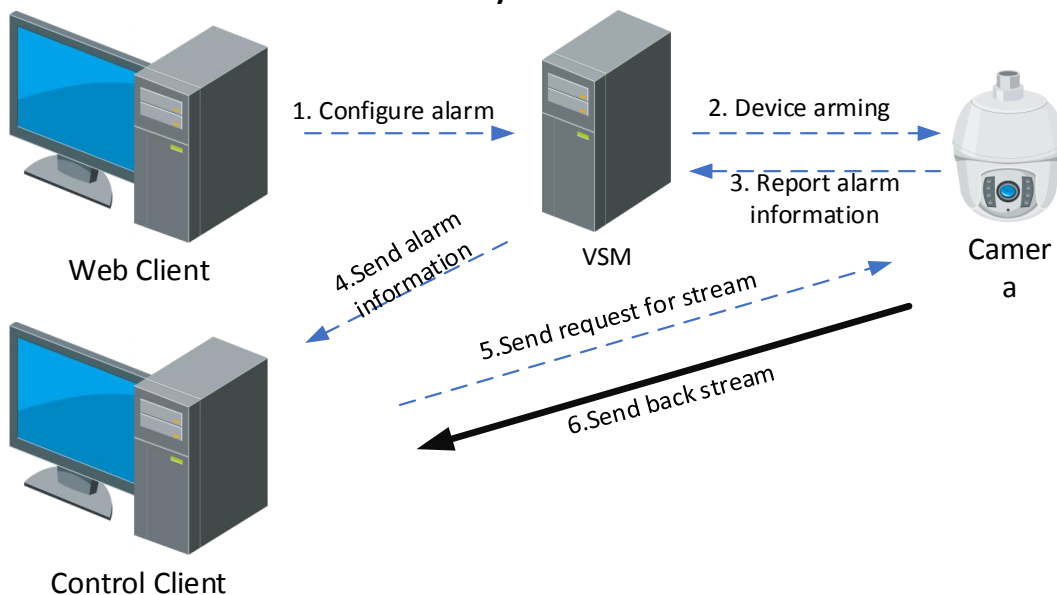 1. Configure alarm
2. Device arming
3. Report alarm
information
Web Client
VSM
Camer
a
4.Send alarm
information
5.Send request for stream
6.Send back stream
Control Client